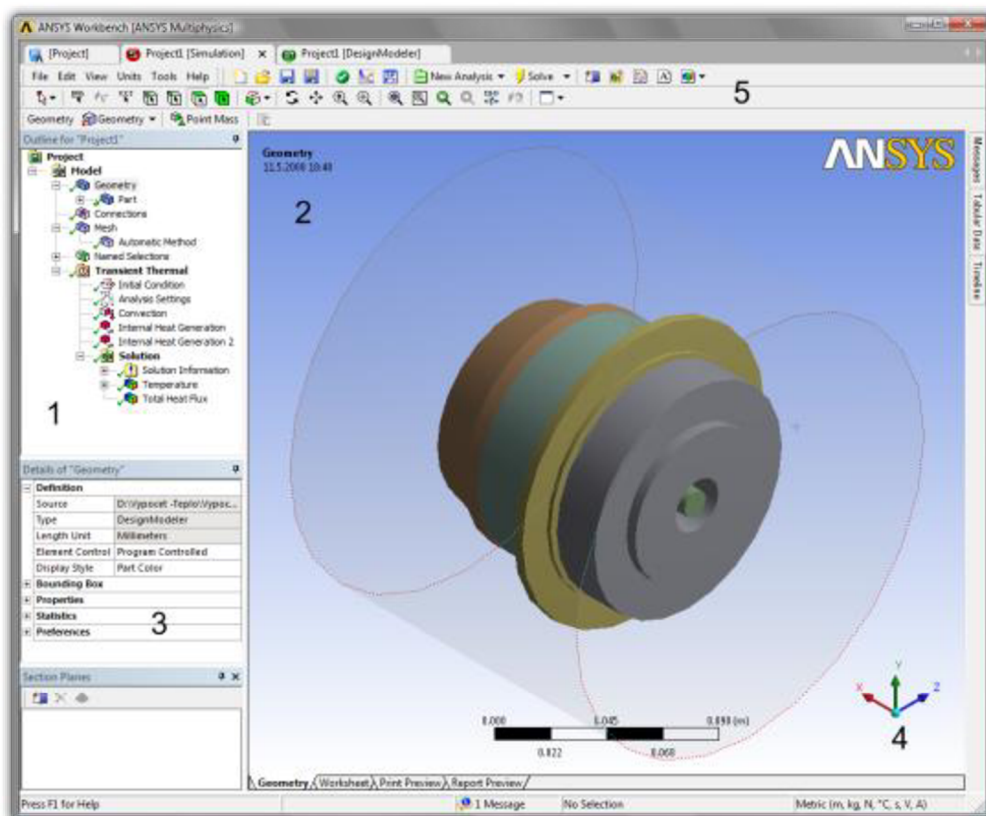 ANSYS Workbench [ANSYS Multiphysics]
[Project] Project1 [Simulation] Project1 [DesignModeler]
File Edit View Units Tools Help New Analysis Solve
5
Geometry Geometry Point Mass
Outline for "Project1"
Project
Model
Geometry
Part
Connections
Mesh
Automatic Method
Named Selections
Transient Thermal
Initial Condition
Analysis Settings
Convection
Internal Heat Generation
Internal Heat Generation 2
Solution
Solution Information
Temperature
Total Heat Flux
1
Details of "Geometry"
Definition
Source D:\Vypocet -Teplo\Vypoc...
Type DesignModeler
Length Unit Millimeters
Element Control Program Controlled
Display Style Part Color
Bounding Box
Properties
Statistics
Preferences
3
Section Planes
Geometry
ANSYS
2
Messages
Tabular Data
Timeline
Y
X Z
4
0.000 0.045 0.090 (m)
0.022 0.068
Geometry Worksheet Print Preview Report Preview
Press F1 for Help 1 Message No Selection Metric (m, kg, N, °C, s, V, A)